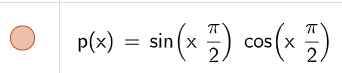 p(x) = sin(x π/2) cos(x π/2)